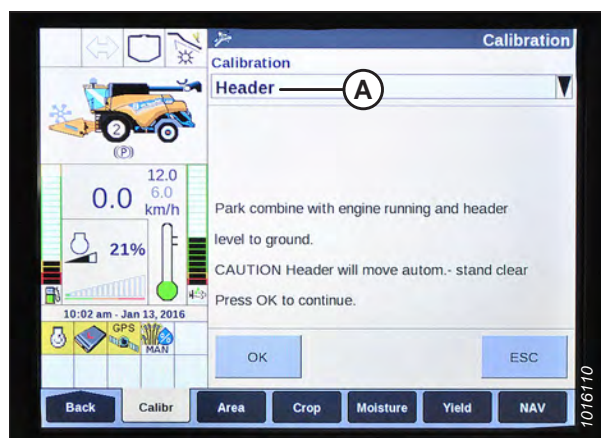 Calibration
Calibration
Header
A
2
(P)
12.0
6.0
0.0 km/h
21%
10:02 am - Jan 13, 2016
GPS
MAN
Park combine with engine running and header
level to ground.
CAUTION Header will move autom.- stand clear
Press OK to continue.
OK
ESC
Back
Calibr
Area
Crop
Moisture
Yield
NAV
1016110